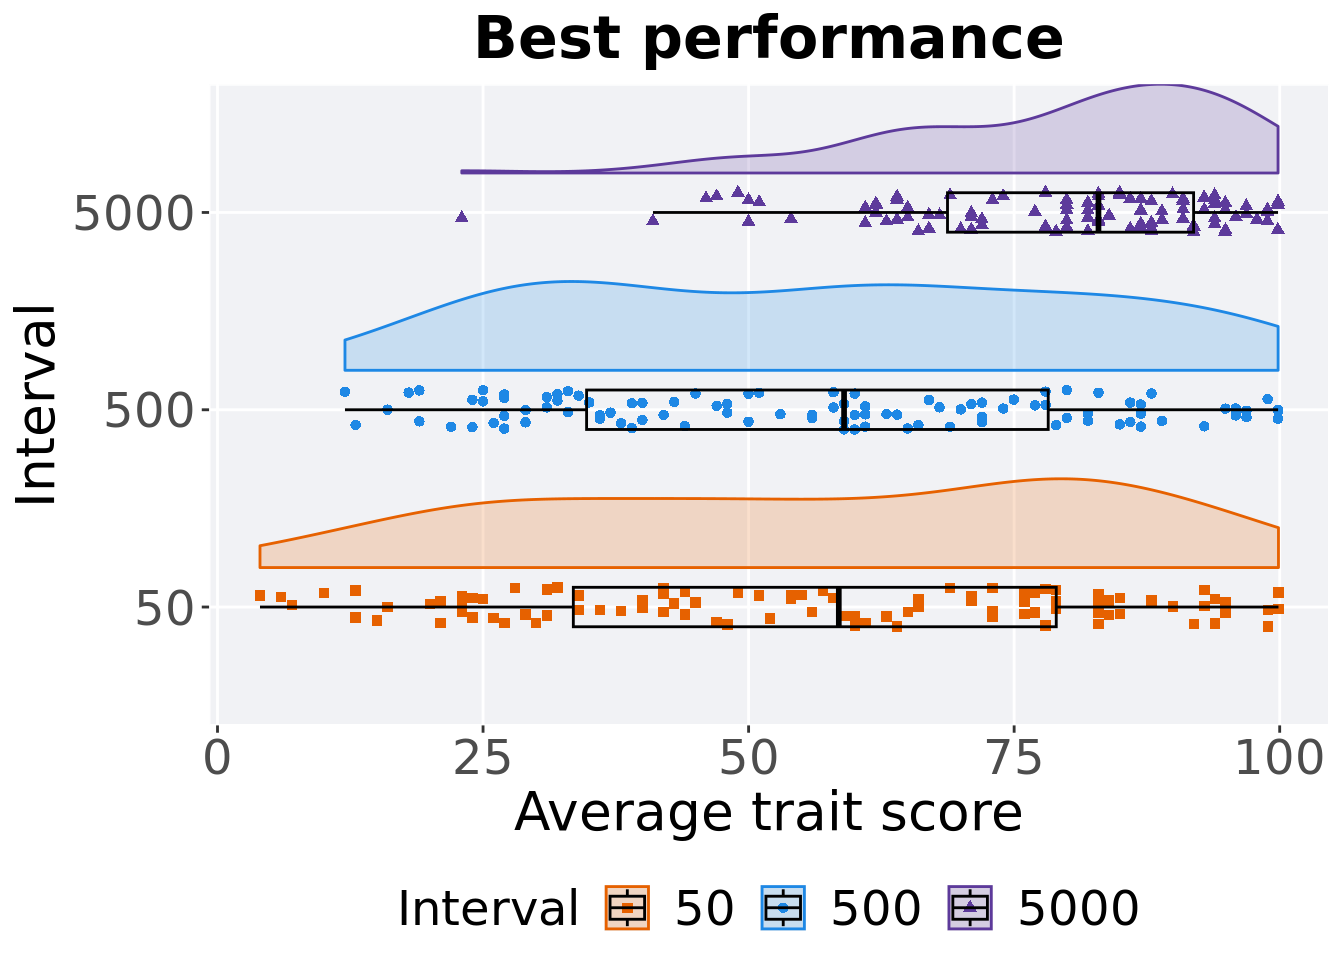 Best performance
Interval
5000
500
50
0 25 50 75 100
Average trait score
Interval 50 500 5000